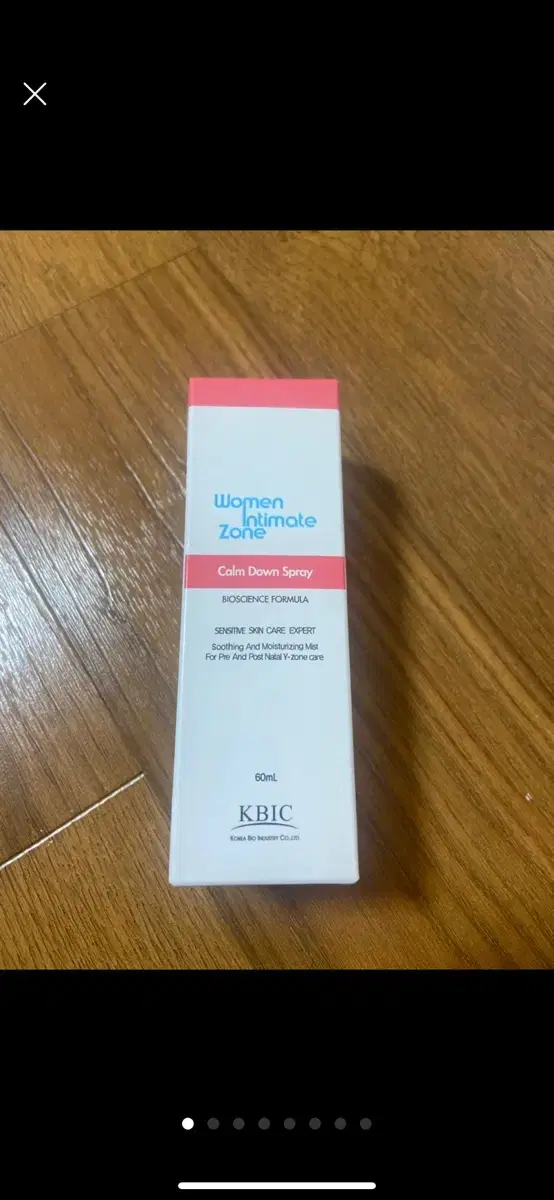 Women
Intimate
Zone
Calm Down Spray
BIOSCIENCE FORMULA
SENSITIVE SKIN CARE EXPERT
Soothing And Moisturizing Mist
For Pre And Post Natal Y-zone care
60mL
KBIC
KOREA BIO INDUSTRY CO.,LTD.